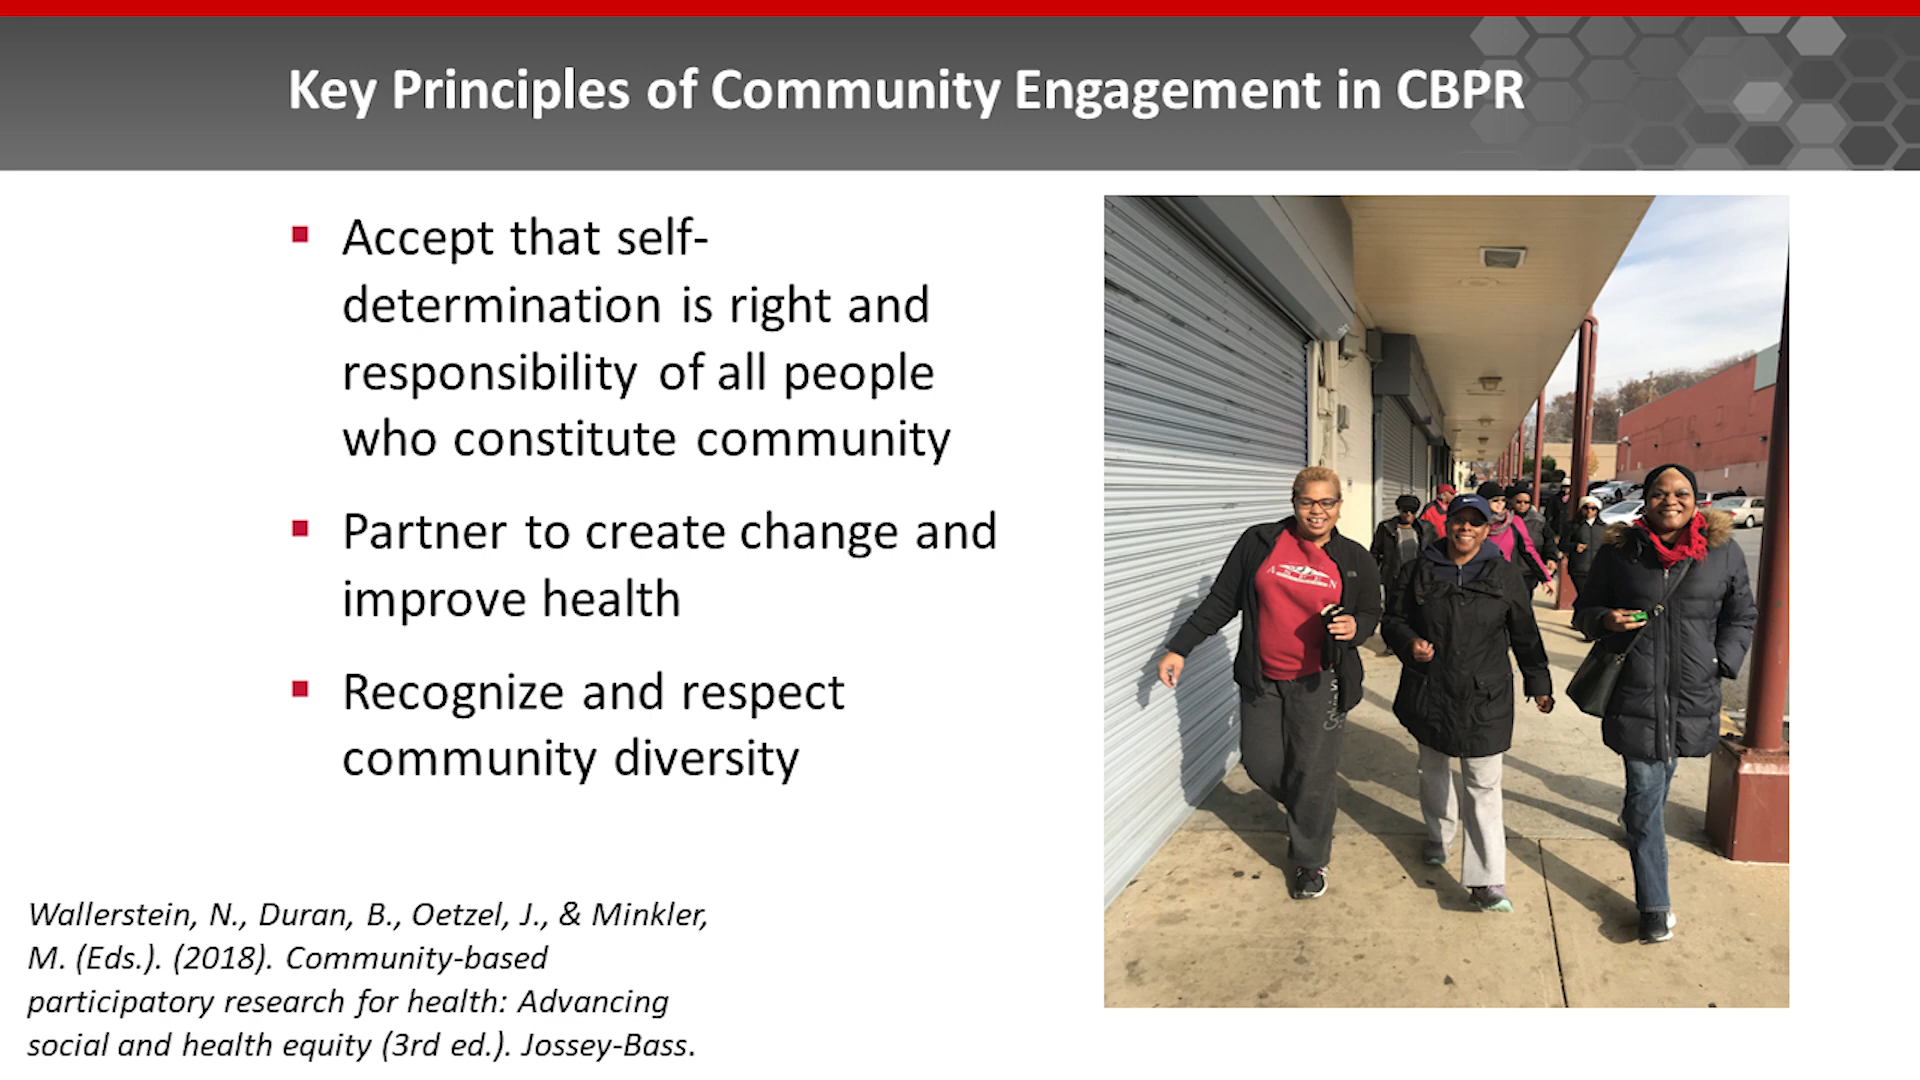 Key Principles of Community Engagement in CBPR
Accept that self-
determination is right and
responsibility of all people
who constitute community
Partner to create change and
improve health
Recognize and respect
community diversity
Wallerstein, N., Duran, B., Oetzel, J., & Minkler,
M. (Eds.). (2018). Community-based
participatory research for health: Advancing
social and health equity (3rd ed.). Jossey-Bass.